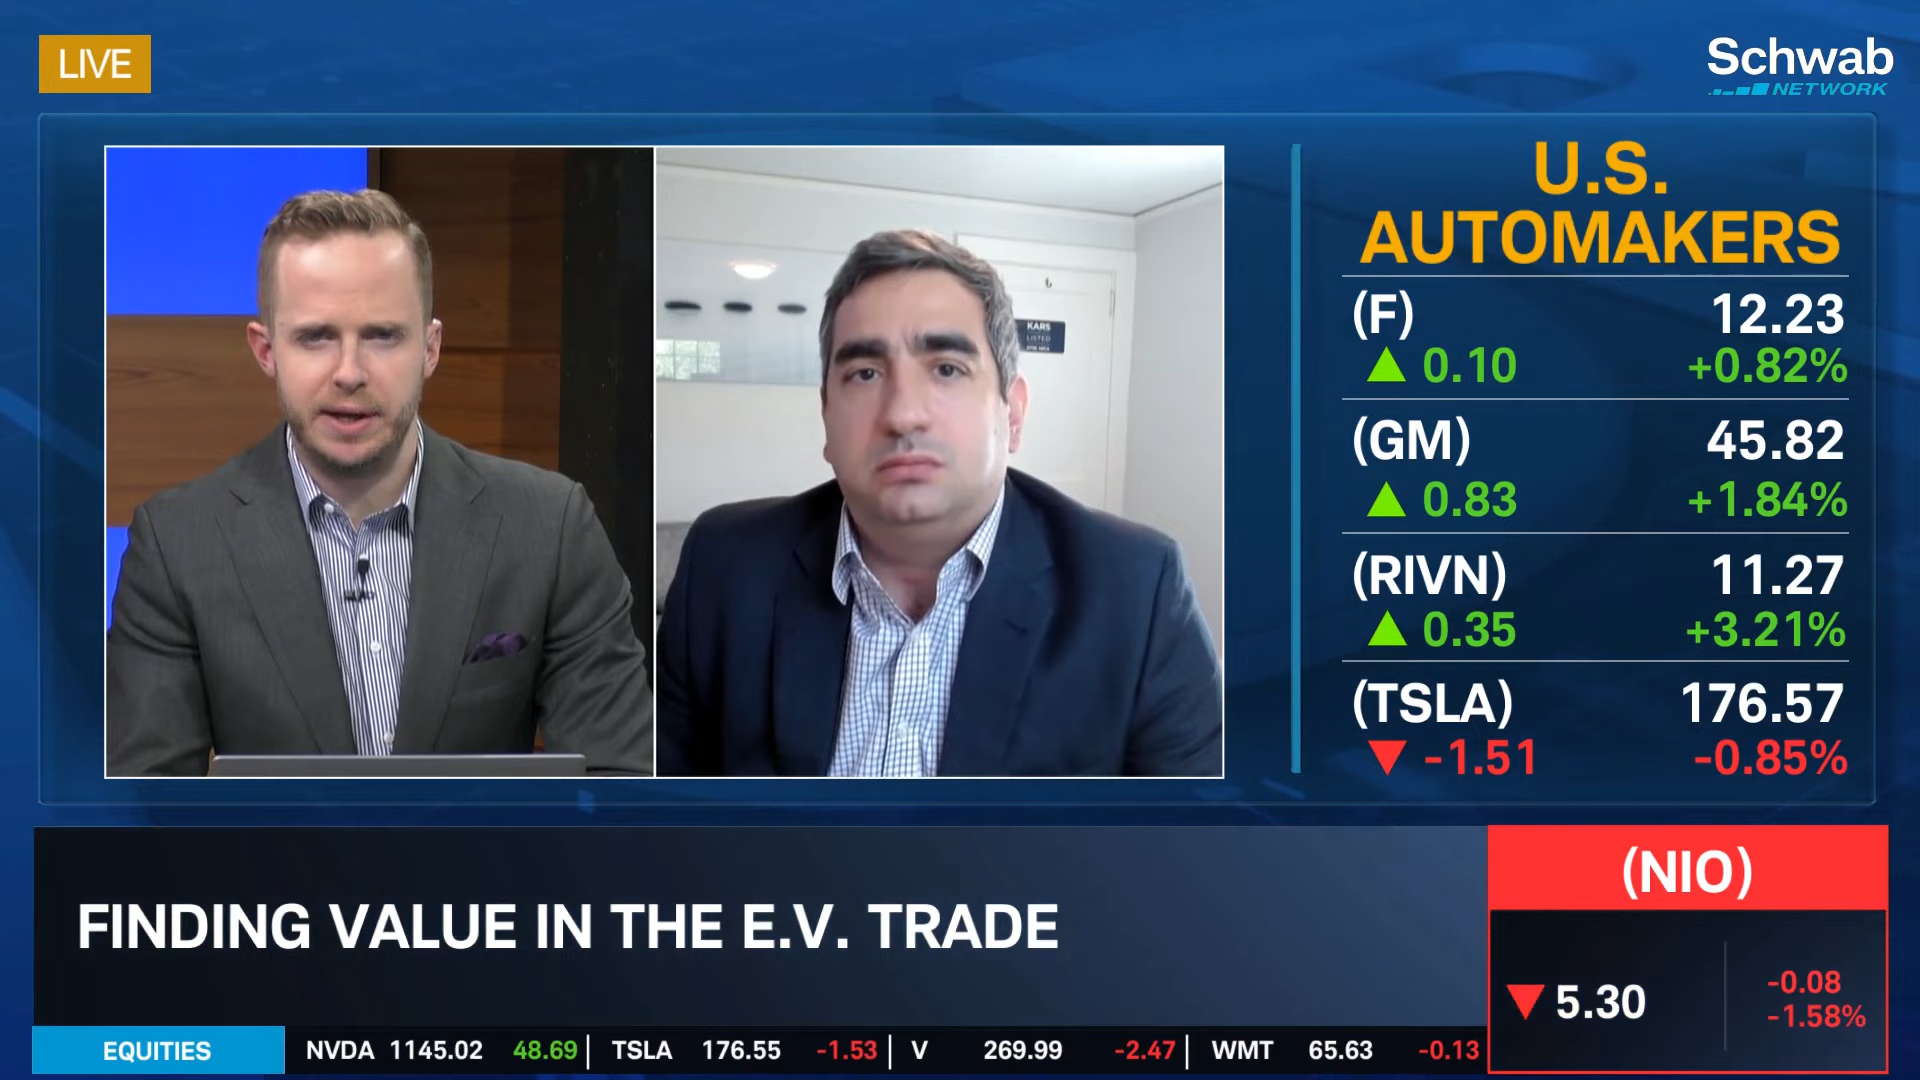 LIVE
Schwab
NETWORK
KARS
LISTED
U.S.
AUTOMAKERS
(F) 12.23
▲ 0.10 +0.82%
(GM) 45.82
▲ 0.83 +1.84%
(RIVN) 11.27
▲ 0.35 +3.21%
(TSLA) 176.57
▼ -1.51 -0.85%
FINDING VALUE IN THE E.V. TRADE
(NIO)
▼ 5.30
-0.08
-1.58%
EQUITIES
NVDA 1145.02 48.69 | TSLA 176.55 -1.53 | V 269.99 -2.47 | WMT 65.63 -0.13